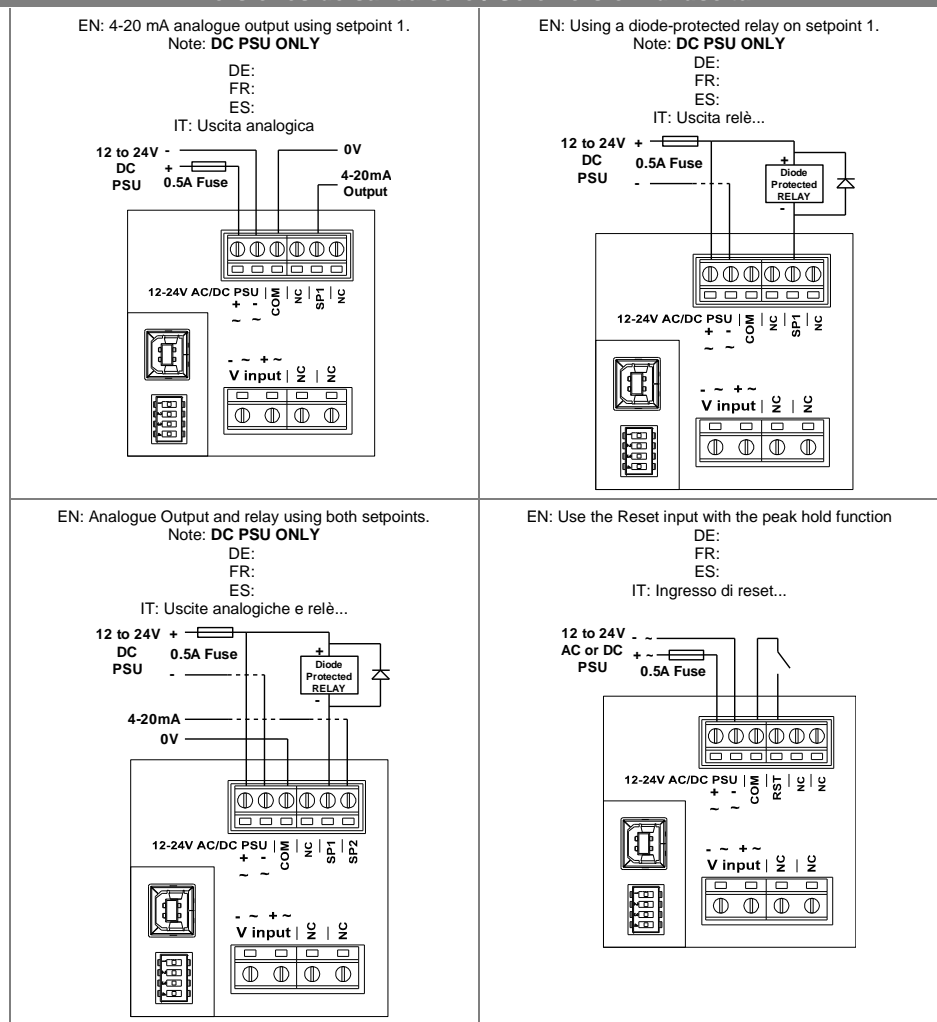 EN: 4-20 mA analogue output using setpoint 1.
Note: DC PSU ONLY
DE:
FR:
ES:
IT: Uscita analogica
12 to 24V -
DC +
PSU 0.5A Fuse
0V
4-20mA
Output
12-24V AC/DC PSU | COM | NC | SP1 | NC
+ -
~ ~
- ~ + ~
V input | NC | NC
EN: Using a diode-protected relay on setpoint 1.
Note: DC PSU ONLY
DE:
FR:
ES:
IT: Uscita relè...
12 to 24V +
DC 0.5A Fuse
PSU -
+
Diode
Protected
RELAY
-
12-24V AC/DC PSU | COM | NC | SP1 | NC
+ -
~ ~
- ~ + ~
V input | NC | NC
EN: Analogue Output and relay using both setpoints.
Note: DC PSU ONLY
DE:
FR:
ES:
IT: Uscite analogiche e relè...
12 to 24V +
DC 0.5A Fuse
PSU -
+
Diode
Protected
RELAY
-
4-20mA
0V
12-24V AC/DC PSU | COM | NC | SP1 | SP2
+ -
~ ~
- ~ + ~
V input | NC | NC
EN: Use the Reset input with the peak hold function
DE:
FR:
ES:
IT: Ingresso di reset...
12 to 24V - ~
AC or DC + ~
PSU 0.5A Fuse
12-24V AC/DC PSU | COM | RST | NC | NC
+ -
~ ~
- ~ + ~
V input | NC | NC